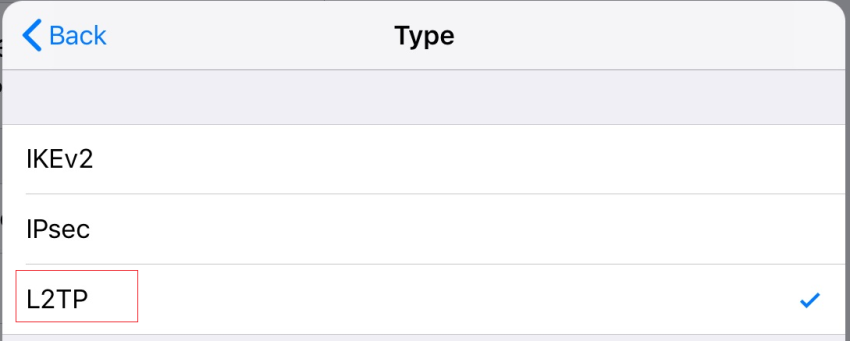 Back Type
IKEv2
IPsec
L2TP